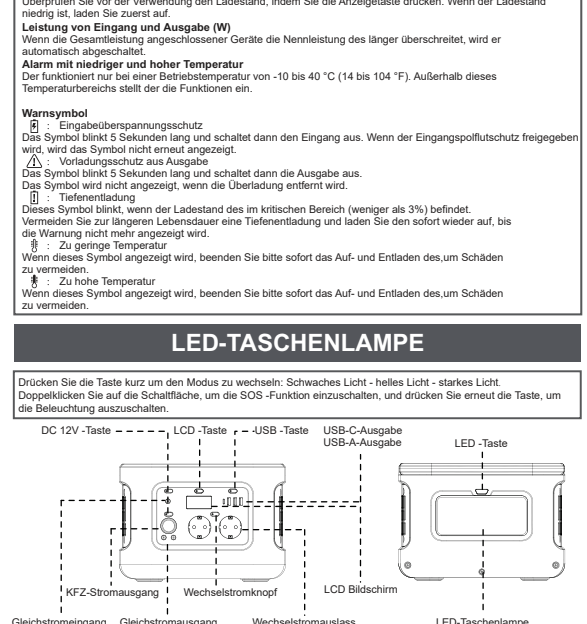 Überprüfen Sie vor der Verwendung den Ladestand, indem Sie die Anzeigetaste drücken. Wenn der Ladestand
niedrig ist, laden Sie zuerst auf.
Leistung von Eingang und Ausgabe (W)
Wenn die Gesamtleistung angeschlossener Geräte die Nennleistung des länger überschreitet, wird er
automatisch abgeschaltet.
Alarm mit niedriger und hoher Temperatur
Der funktioniert nur bei einer Betriebstemperatur von -10 bis 40 °C (14 bis 104 °F). Außerhalb dieses
Temperaturbereichs stellt der die Funktionen ein.
Warnsymbol
: Eingabeüberspannungsschutz
Das Symbol blinkt 5 Sekunden lang und schaltet dann den Eingang aus. Wenn der Eingangspolflutschutz freigegeben
wird, wird das Symbol nicht erneut angezeigt.
: Vorladungsschutz aus Ausgabe
Das Symbol blinkt 5 Sekunden lang und schaltet dann die Ausgabe aus.
Das Symbol wird nicht angezeigt, wenn die Überladung entfernt wird.
: Tiefenentladung
Dieses Symbol blinkt, wenn der Ladestand des im kritischen Bereich (weniger als 3%) befindet.
Vermeiden Sie zur längeren Lebensdauer eine Tiefenentladung und laden Sie den sofort wieder auf, bis
die Warnung nicht mehr angezeigt wird.
: Zu geringe Temperatur
Wenn dieses Symbol angezeigt wird, beenden Sie bitte sofort das Auf- und Entladen des,um Schäden
zu vermeiden.
: Zu hohe Temperatur
Wenn dieses Symbol angezeigt wird, beenden Sie bitte sofort das Auf- und Entladen des,um Schäden
zu vermeiden.
LED-TASCHENLAMPE
Drücken Sie die Taste kurz um den Modus zu wechseln: Schwaches Licht - helles Licht - starkes Licht.
Doppelklicken Sie auf die Schaltfläche, um die SOS -Funktion einzuschalten, und drücken Sie erneut die Taste, um
die Beleuchtung auszuschalten.
DC 12V -Taste
LCD -Taste
-USB -Taste
USB-C-Ausgabe
USB-A-Ausgabe
LED -Taste
KFZ-Stromausgang
Wechselstromknopf
LCD Bildschirm
Gleichstromeingang
Gleichstromausgang
Wechselstromauslass
LED-Taschenlampe